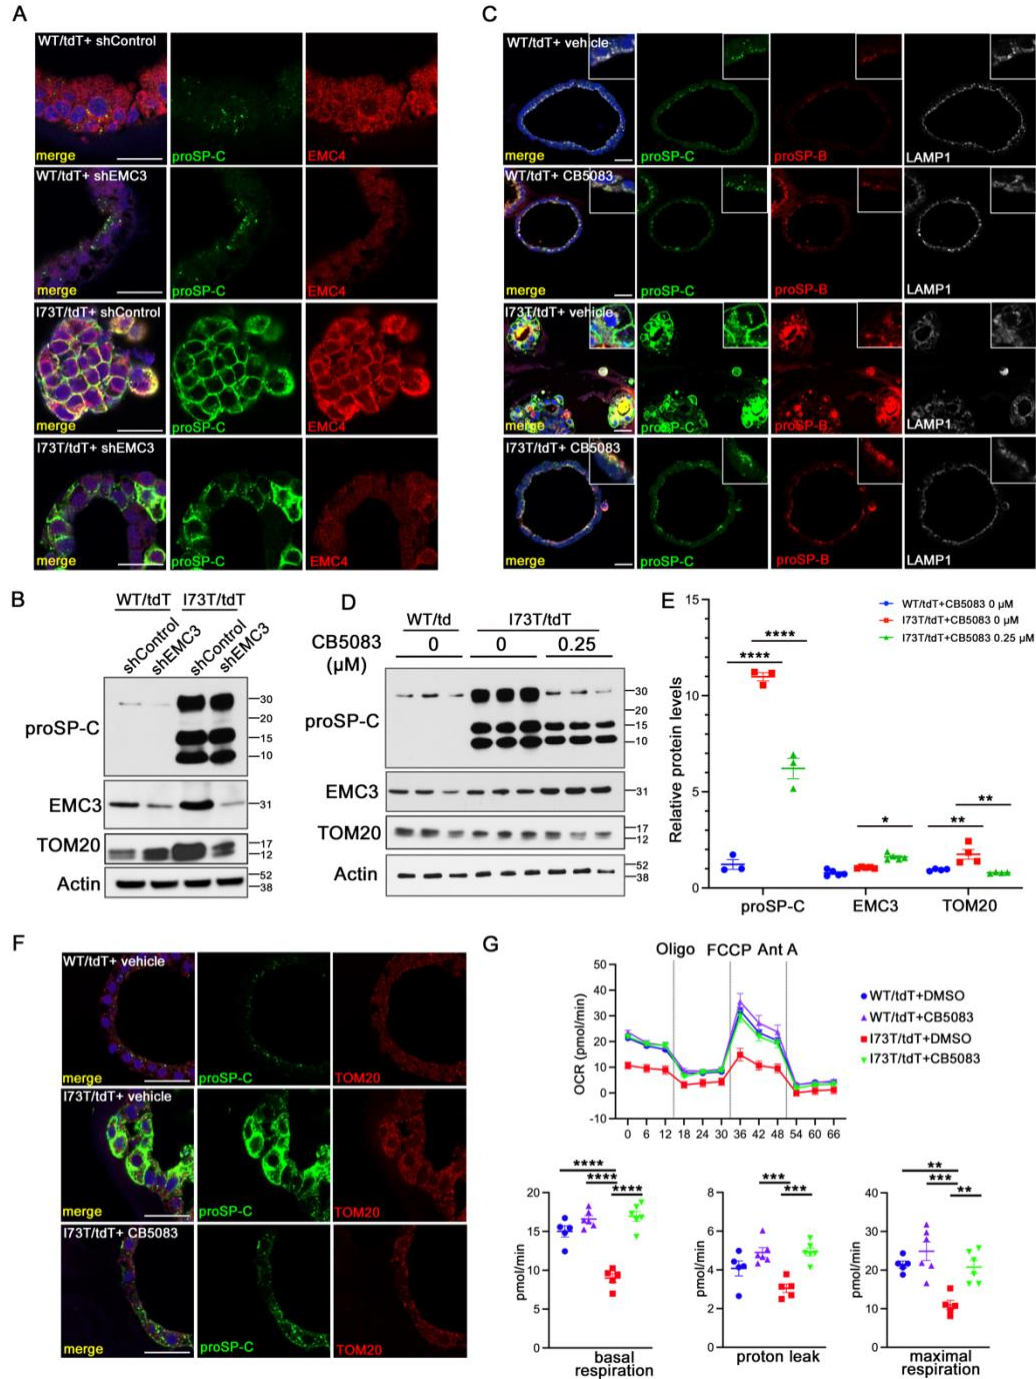 A
WT/tdT+ shControl
merge
proSP-C
EMC4
WT/tdT+ shEMC3
merge
proSP-C
EMC4
I73T/tdT+ shControl
merge
proSP-C
EMC4
I73T/tdT+ shEMC3
merge
proSP-C
EMC4
C
WT/tdT+ vehicle
merge
proSP-C
proSP-B
LAMP1
WT/tdT+ CB5083
merge
proSP-C
proSP-B
LAMP1
I73T/tdT+ vehicle
merge
proSP-C
proSP-B
LAMP1
I73T/tdT+ CB5083
merge
proSP-C
proSP-B
LAMP1
B
WT/tdT I73T/tdT
shControl shEMC3 shControl shEMC3
proSP-C
30
20
15
10
EMC3
31
TOM20
17
12
Actin
52
38
D
WT/td I73T/tdT
CB5083 (µM)
0 0 0.25
proSP-C
30
20
15
10
EMC3
31
TOM20
17
12
Actin
52
38
E
WT/tdT+CB5083 0 µM
I73T/tdT+CB5083 0 µM
I73T/tdT+CB5083 0.25 µM
Relative protein levels
15
10
5
0
****
****
*
**
**
proSP-C EMC3 TOM20
F
WT/tdT+ vehicle
merge
proSP-C
TOM20
I73T/tdT+ vehicle
merge
proSP-C
TOM20
I73T/tdT+ CB5083
merge
proSP-C
TOM20
G
Oligo FCCP Ant A
OCR (pmol/min)
50
40
30
20
10
0
-10
0 6 12 18 24 30 36 42 48 54 60 66
WT/tdT+DMSO
WT/tdT+CB5083
I73T/tdT+DMSO
I73T/tdT+CB5083
****
****
****
pmol/min
20
15
10
5
0
basal
respiration
***
***
pmol/min
8
6
4
2
0
proton leak
**
***
**
pmol/min
40
30
20
10
0
maximal
respiration